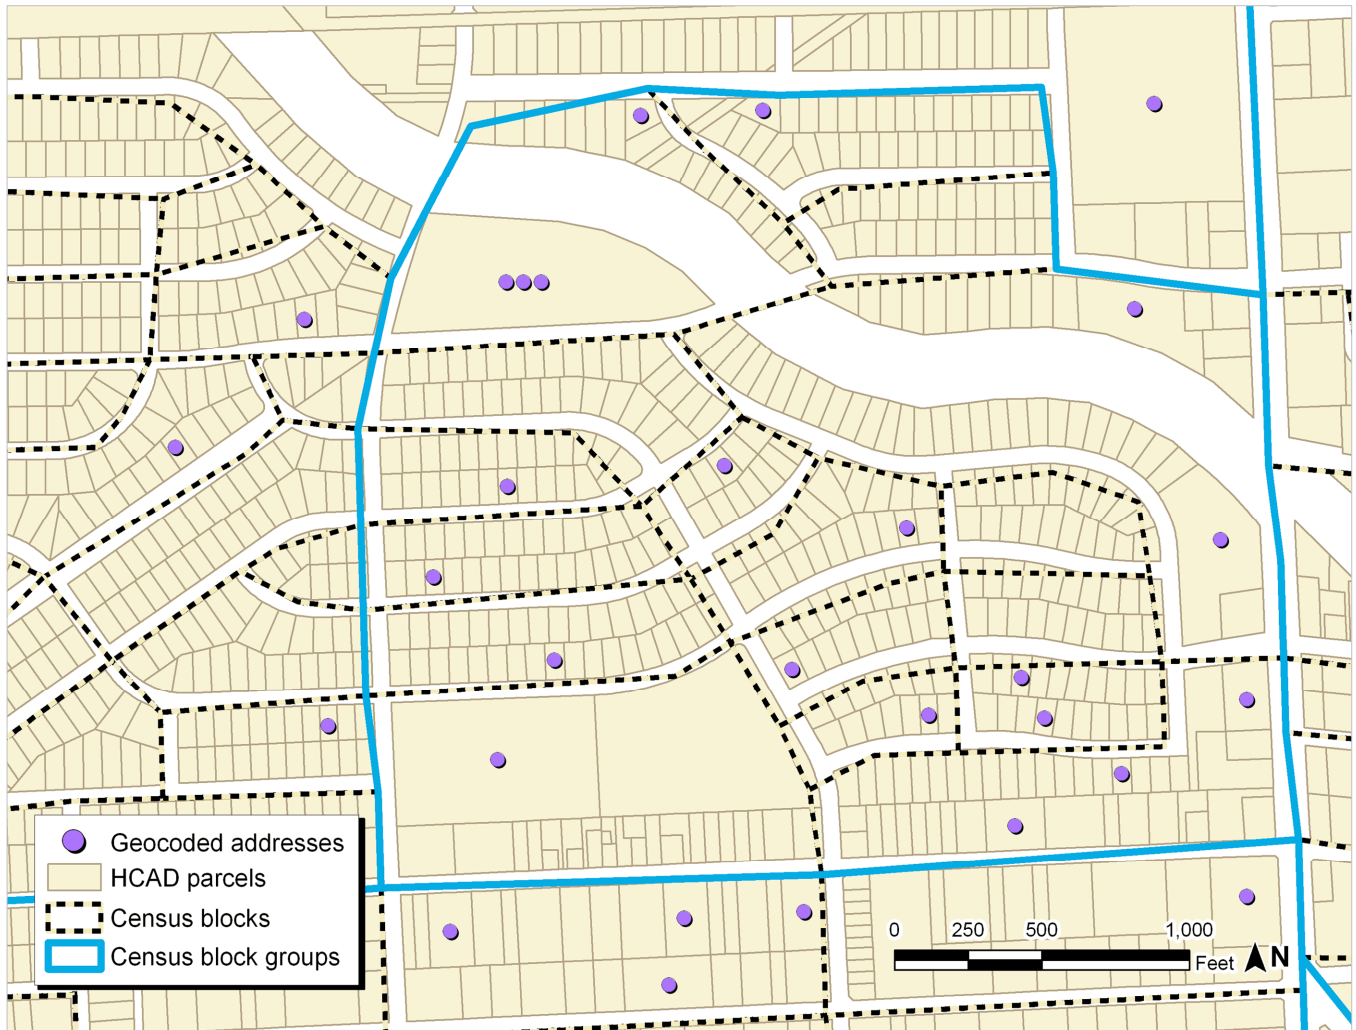 Geocoded addresses
HCAD parcels
Census blocks
Census block groups
0 250 500 1,000
Feet N